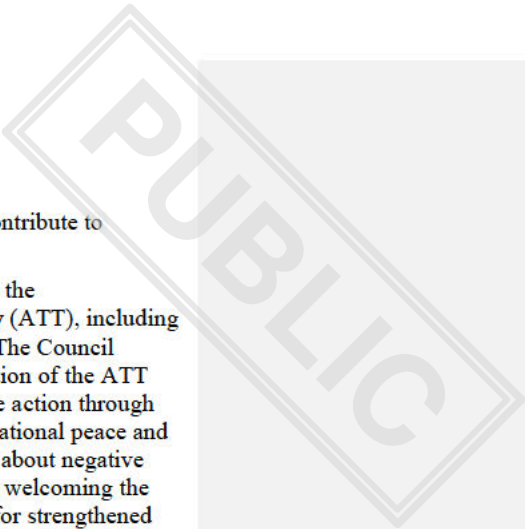 PUBLIC
ntribute to
the
(ATT), including
The Council
ion of the ATT
action through
ational peace and
about negative
welcoming the
for strengthened